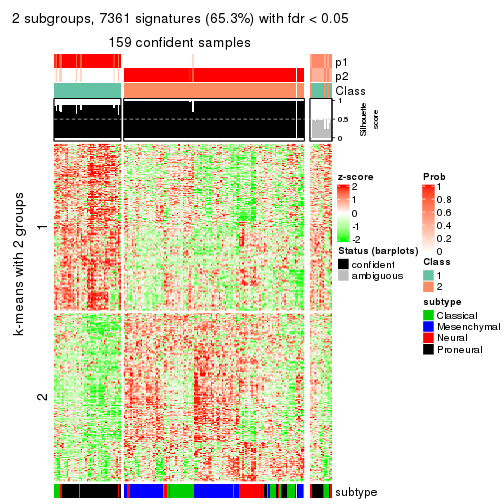 2 subgroups, 7361 signatures (65.3%) with fdr < 0.05
159 confident samples
p1
p2
Class
1
0.5
0
Silhouette
score
k-means with 2 groups
1
2
z-score
2
1
0
-1
-2
Status (barplots)
confident
ambiguous
Prob
1
0.8
0.6
0.4
0.2
0
Class
1
2
subtype
Classical
Mesenchymal
Neural
Proneural
subtype